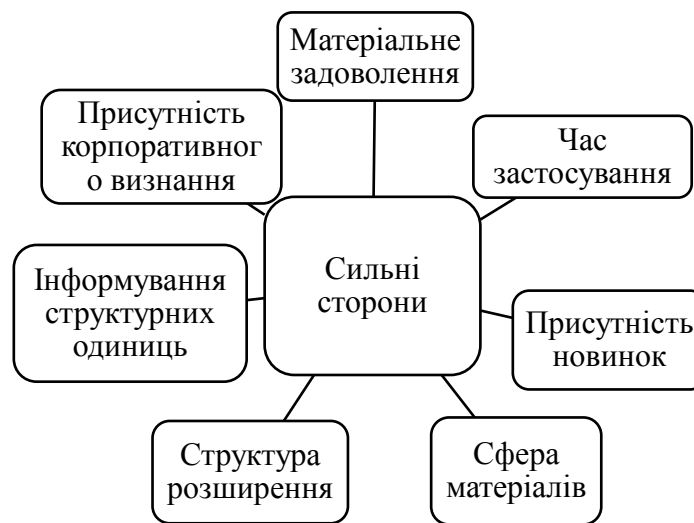 Матеріальне
задоволення
Присутність
корпоративног
о визнання
Час
застосування
Інформування
структурних
одиниць
Сильні
сторони
Присутність
новинок
Структура
розширення
Сфера
матеріалів